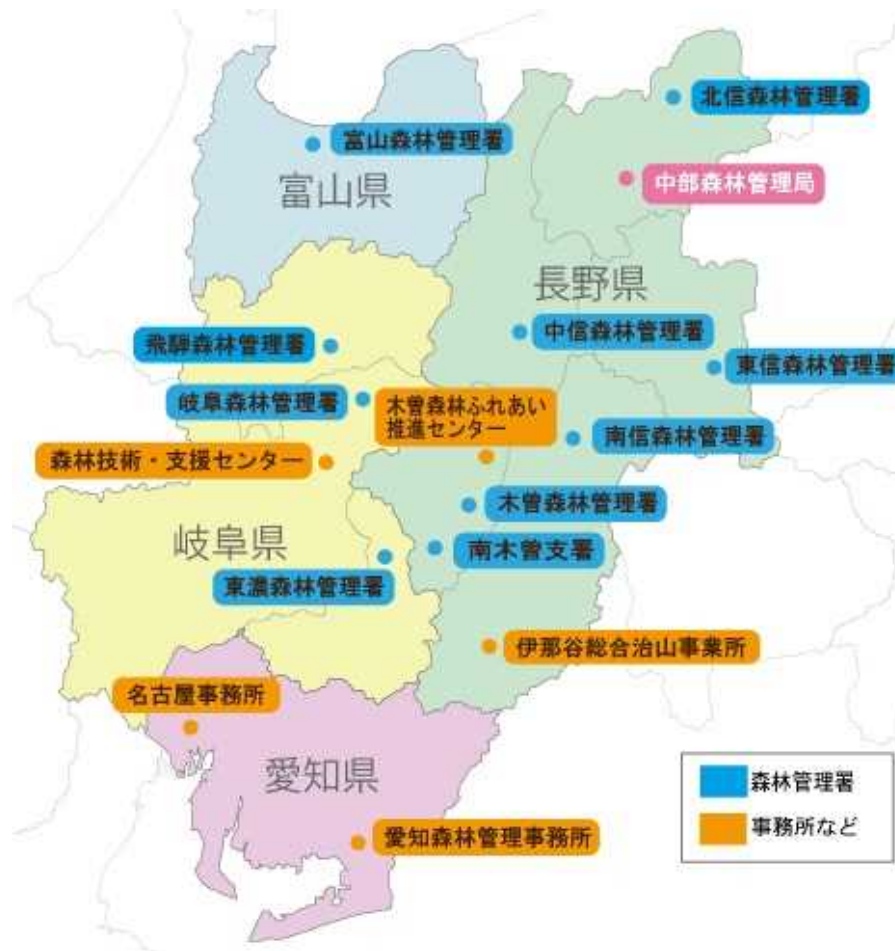 北信森林管理署
富山森林管理署
中部森林管理局
富山県
長野県
中信森林管理署
飛騨森林管理署
東信森林管理署
岐阜森林管理署
木曽森林ふれあい
推進センター
南信森林管理署
森林技術・支援センター
木曽森林管理署
岐阜県
南木曽支署
東濃森林管理署
伊那谷総合治山事業所
名古屋事務所
愛知県
森林管理署
事務所など
愛知森林管理事務所